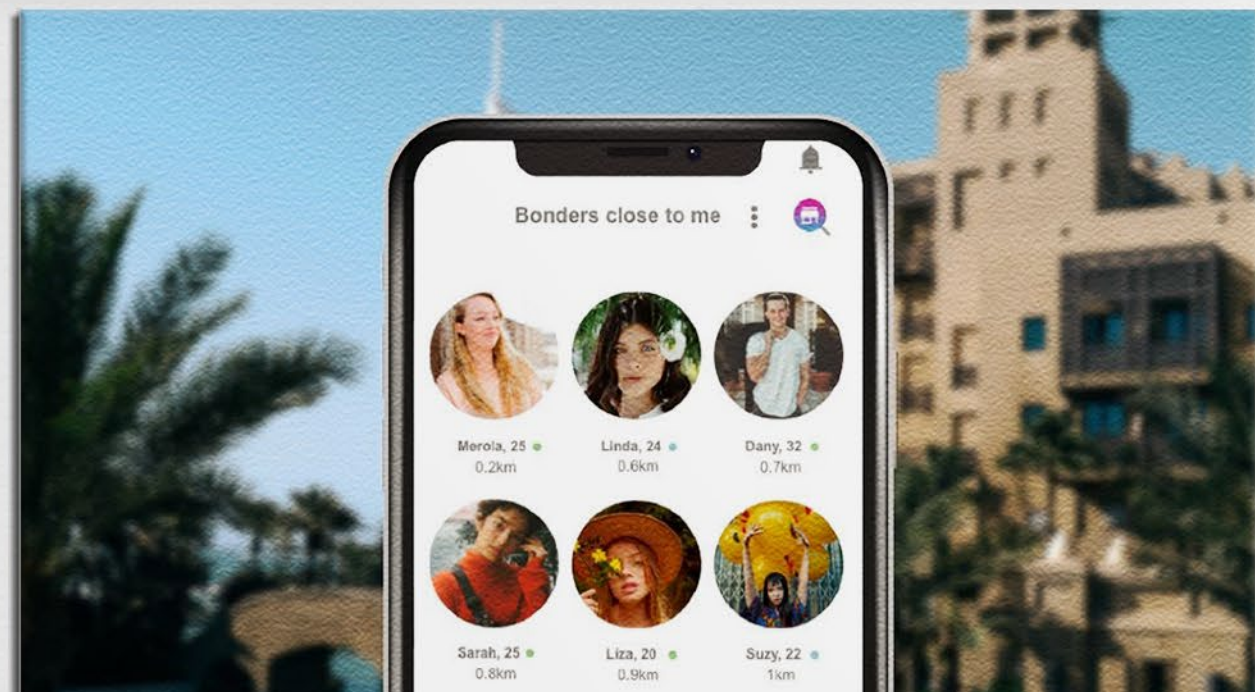 Bonders close to me
Merola, 25
Linda, 24
Dany, 32
0.2km
0.6km
0.7km
Sarah, 25
Liza, 20
Suzy, 22
0.8km
0.9km
1km